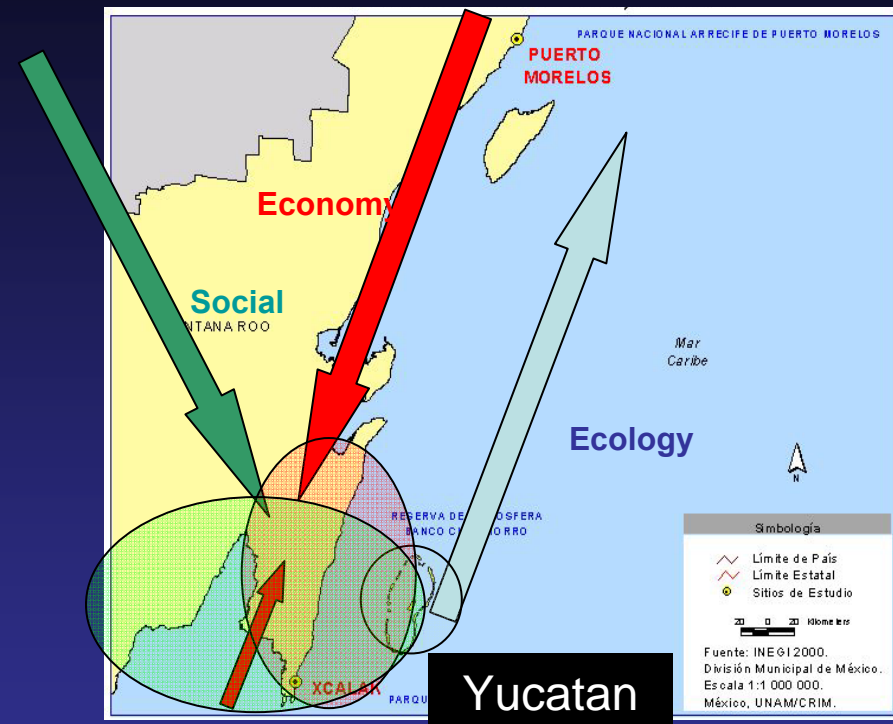 PARQUE NACIONAL ARRECIFE DE PUERTO MORELOS
PUERTO
MORELOS
Economy
Social
NTANA ROO
Mar
Caribe
Ecology
N
RESERVA DE
OSFERA
BANCO
ORRO
Simbología
Límite de País
Límite Estatal
Sitios de Estudio
20 0 20 Kilometers
Fuente: INEGI 2000.
División Municipal de México.
Escala 1:1 000 000.
México, UNAM/CRIM.
XCALAK
PARQU
Yucatan